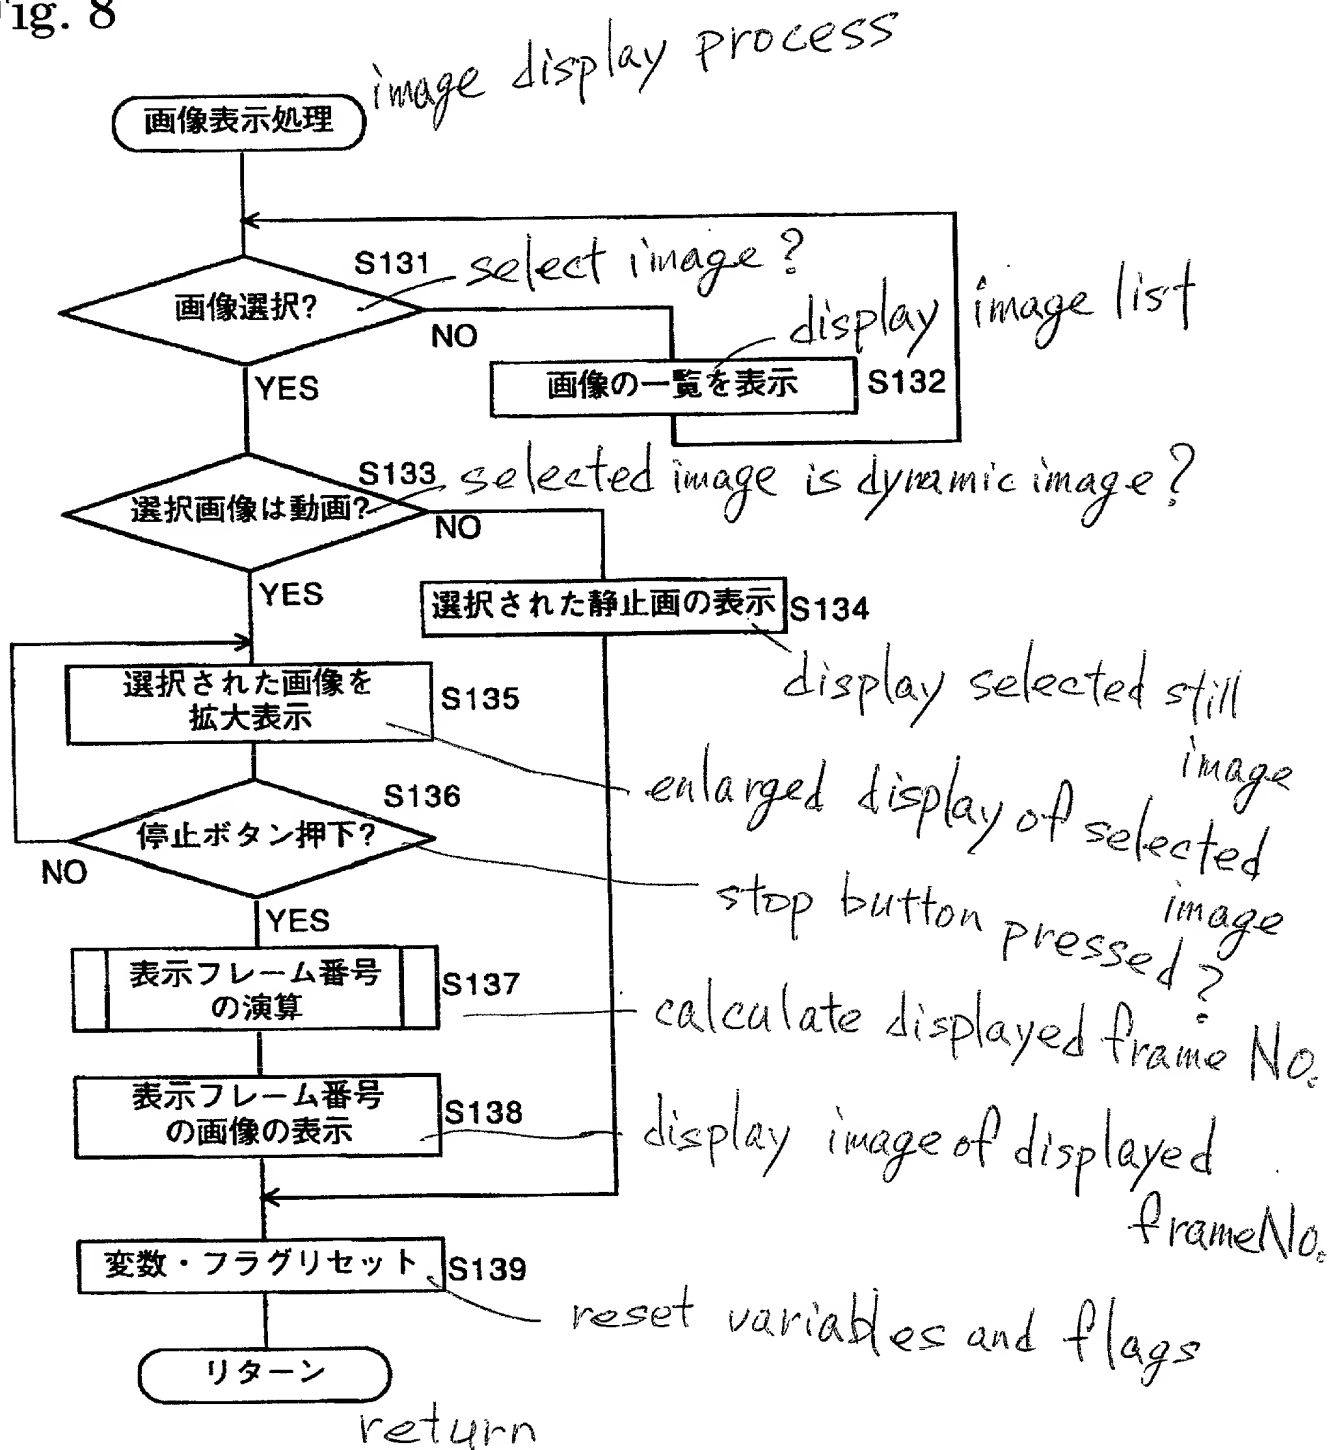 Fig. 8
image display process
画像表示処理
S131
select image?
画像選択?
NO
display image list
画像の一覧を表示
S132
YES
S133
selected image is dynamic image?
選択画像は動画?
NO
YES
選択された静止画の表示
S134
display selected still
image
選択された画像を
拡大表示
S135
enlarged display of selected
image
S136
停止ボタン押下?
NO
stop button pressed?
YES
表示フレーム番号
の演算
S137
calculate displayed frame No.
表示フレーム番号
の画像の表示
S138
display image of displayed
frame No.
変数・フラグリセット
S139
reset variables and flags
リターン
return